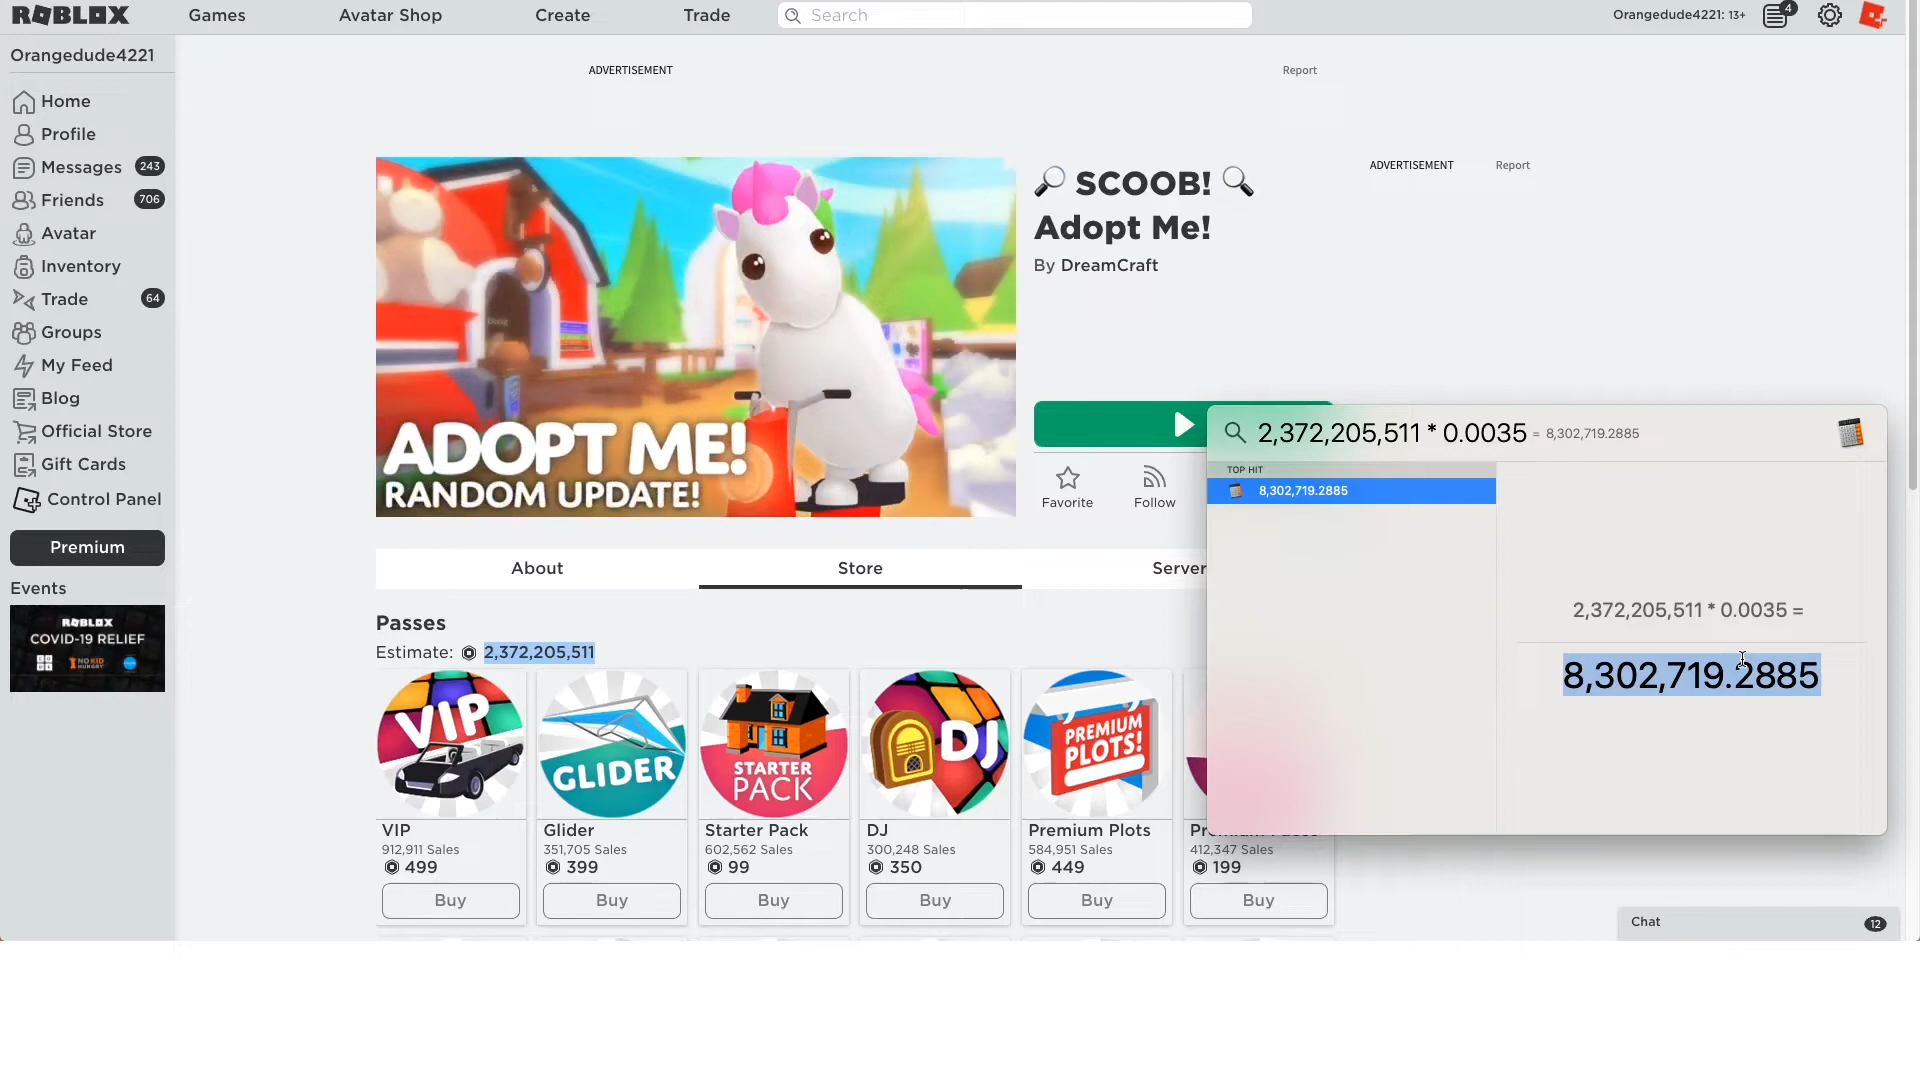 ROBLOX
Games
Avatar Shop
Create
Trade
Search
Orangedude4221: 13+
4
Orangedude4221
Home
Profile
Messages 243
Friends 706
Avatar
Inventory
Trade 64
Groups
My Feed
Blog
Official Store
Gift Cards
Control Panel
Premium
Events
ROBLOX
COVID-19 RELIEF
NO KID
HUNGRY
ADVERTISEMENT
Report
ADOPT ME!
RANDOM UPDATE!
SCOOB!
Adopt Me!
By DreamCraft
ADVERTISEMENT
Report
Favorite
Follow
2,372,205,511 * 0.0035 = 8,302,719.2885
TOP HIT
8,302,719.2885
2,372,205,511 * 0.0035 =
8,302,719.2885
About
Store
Server
Passes
Estimate: 2,372,205,511
VIP
GLIDER
STARTER
PACK
DJ
PREMIUM
PLOTS!
VIP
912,911 Sales
499
Buy
Glider
351,705 Sales
399
Buy
Starter Pack
602,562 Sales
99
Buy
DJ
300,248 Sales
350
Buy
Premium Plots
584,951 Sales
449
Buy
412,347 Sales
199
Buy
Chat
12